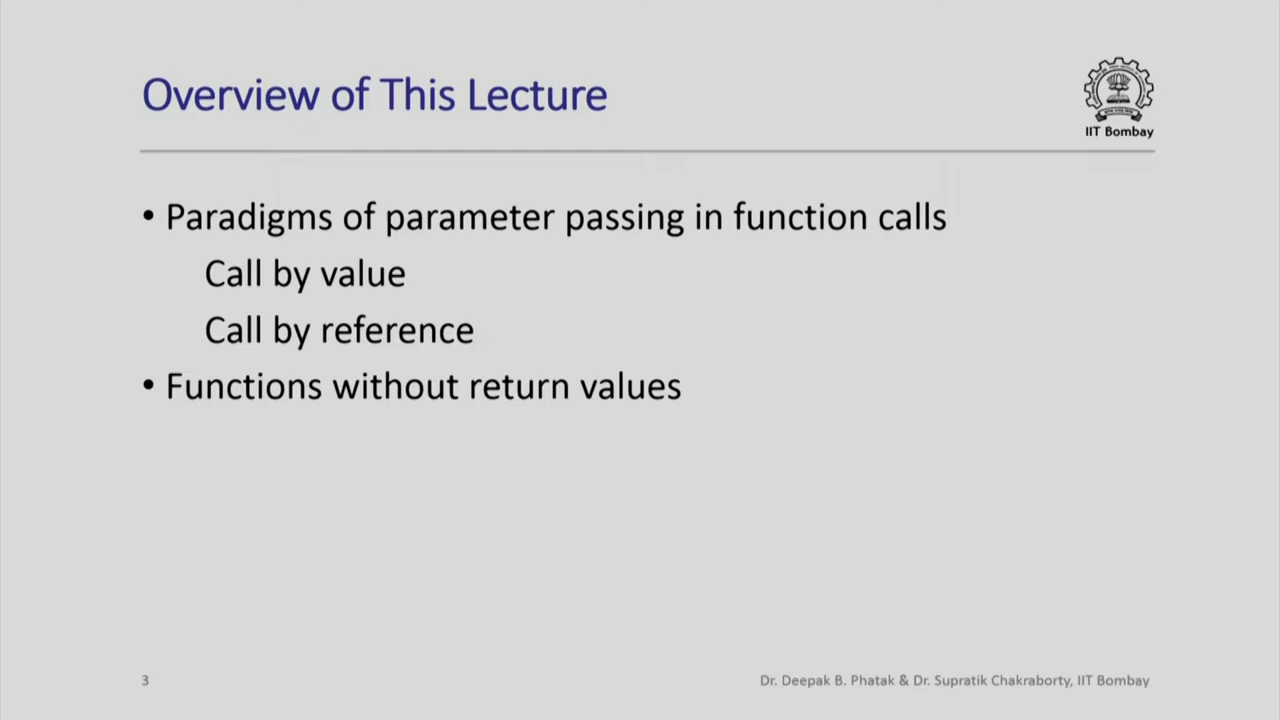 Overview of This Lecture
IIT Bombay
• Paradigms of parameter passing in function calls
Call by value
Call by reference
• Functions without return values
3
Dr. Deepak B. Phatak & Dr. Supratik Chakraborty, IIT Bombay